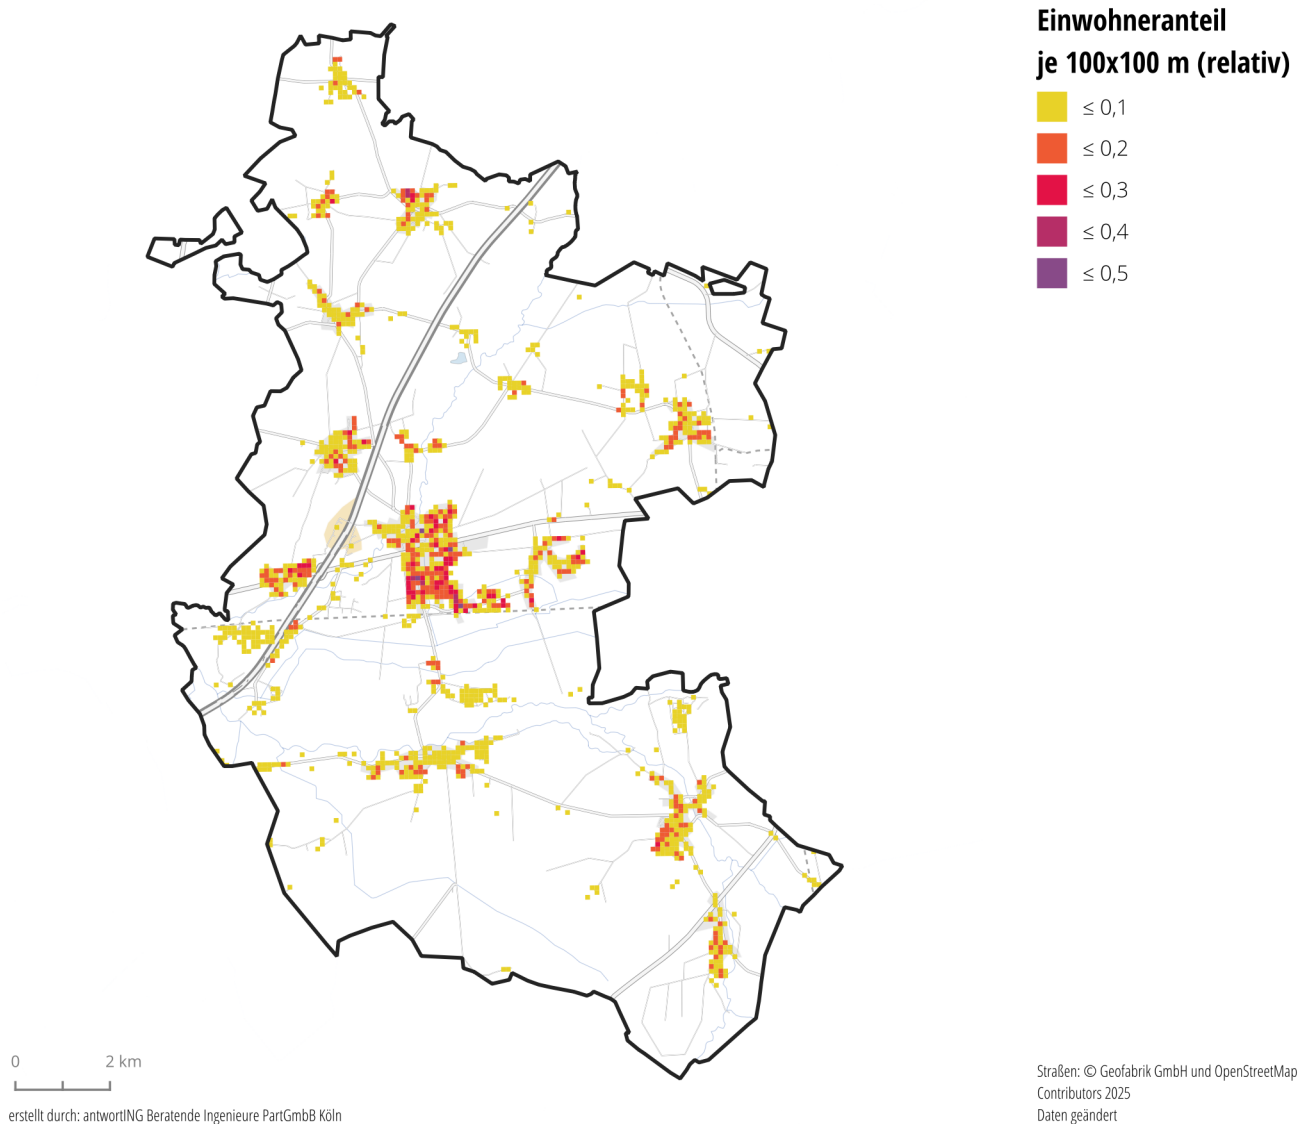 Einwohneranteil
je 100x100 m (relativ)
≤ 0,1
≤ 0,2
≤ 0,3
≤ 0,4
≤ 0,5
0 2 km
erstellt durch: antwortING Beratende Ingenieure PartGmbB Köln
Straßen: © Geofabrik GmbH und OpenStreetMap
Contributors 2025
Daten geändert